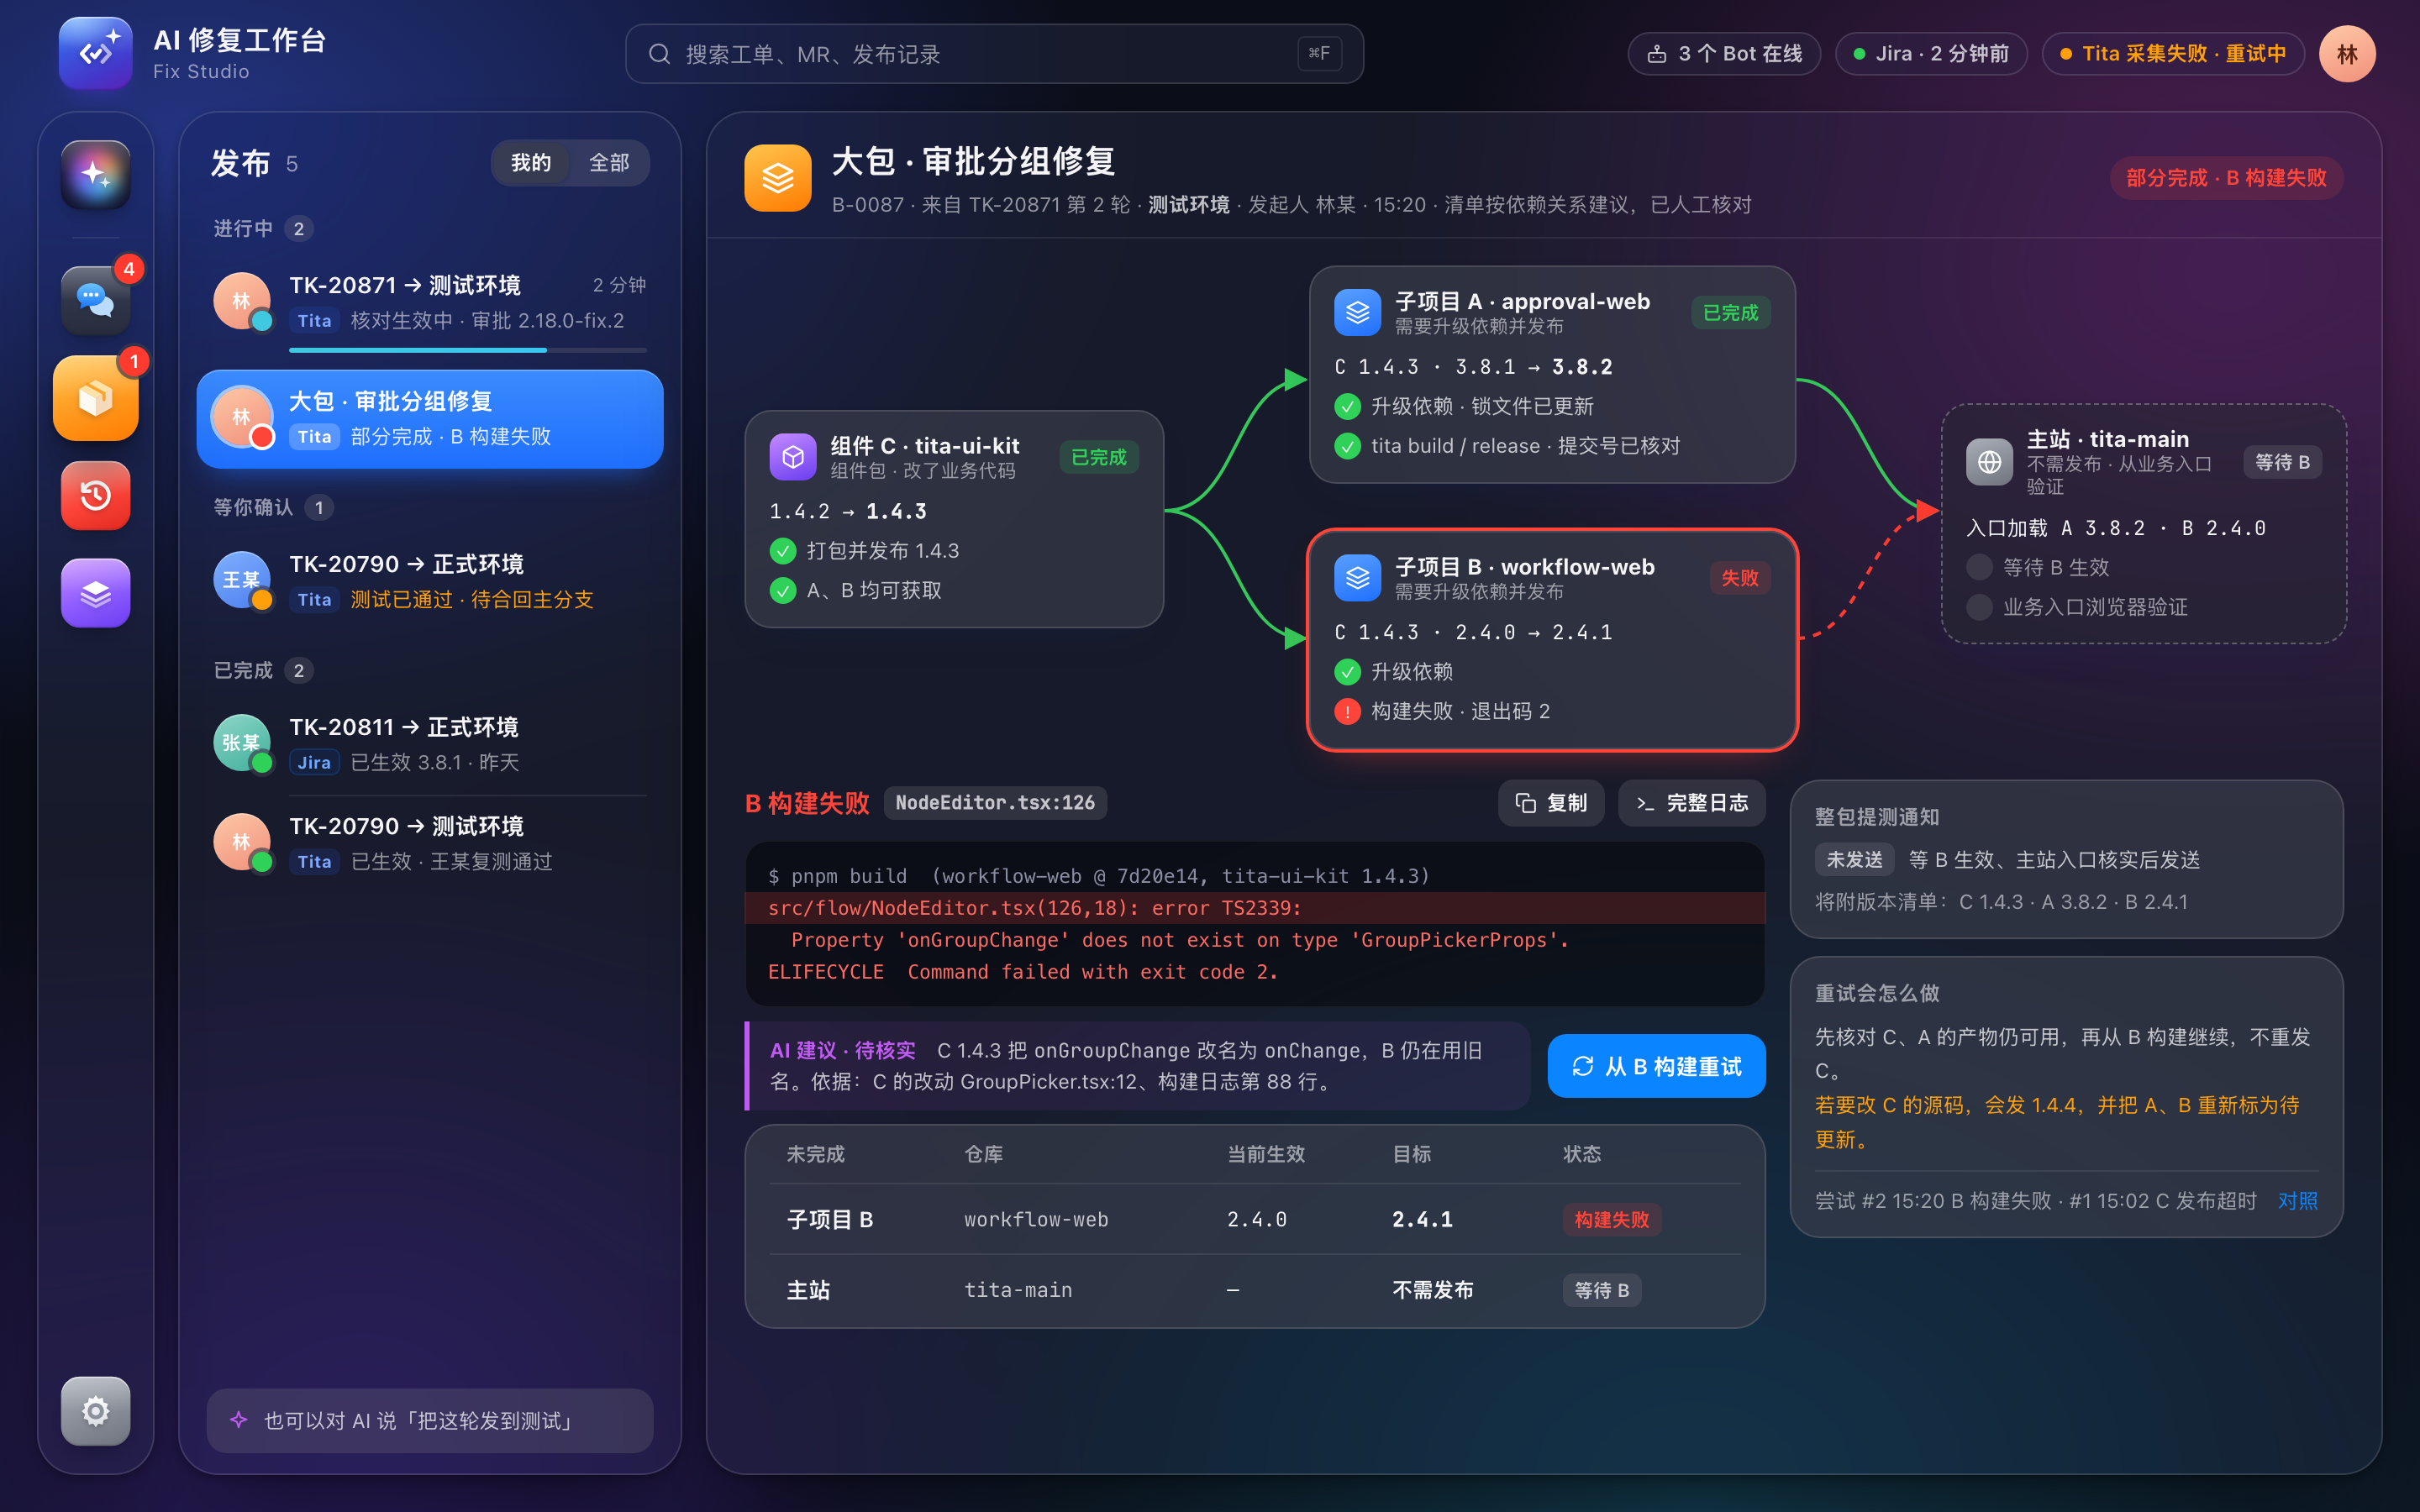 AI 修复工作台
Fix Studio
搜索工单、MR、发布记录
⌘F
3 个 Bot 在线
Jira · 2 分钟前
Tita 采集失败 · 重试中
林
4
1
发布 5
我的
全部
进行中 2
林
TK-20871 → 测试环境
2 分钟
Tita 核对生效中 · 审批 2.18.0-fix.2
林
大包 · 审批分组修复
Tita 部分完成 · B 构建失败
等你确认 1
王某
TK-20790 → 正式环境
Tita 测试已通过 · 待合回主分支
已完成 2
张某
TK-20811 → 正式环境
Jira 已生效 3.8.1 · 昨天
林
TK-20790 → 测试环境
Tita 已生效 · 王某复测通过
也可以对 AI 说「把这轮发到测试」
大包 · 审批分组修复
B-0087 · 来自 TK-20871 第 2 轮 · 测试环境 · 发起人 林某 · 15:20 · 清单按依赖关系建议，已人工核对
部分完成 · B 构建失败
组件 C · tita-ui-kit
组件包 · 改了业务代码
已完成
1.4.2 → 1.4.3
打包并发布 1.4.3
A、B 均可获取
子项目 A · approval-web
需要升级依赖并发布
已完成
C 1.4.3 · 3.8.1 → 3.8.2
升级依赖 · 锁文件已更新
tita build / release · 提交号已核对
子项目 B · workflow-web
需要升级依赖并发布
失败
C 1.4.3 · 2.4.0 → 2.4.1
升级依赖
! 构建失败 · 退出码 2
主站 · tita-main
不需发布 · 从业务入口
验证
等待 B
入口加载 A 3.8.2 · B 2.4.0
等待 B 生效
业务入口浏览器验证
B 构建失败
NodeEditor.tsx:126
复制
完整日志
$ pnpm build  (workflow-web @ 7d20e14, tita-ui-kit 1.4.3)
src/flow/NodeEditor.tsx(126,18): error TS2339:
  Property 'onGroupChange' does not exist on type 'GroupPickerProps'.
ELIFECYCLE  Command failed with exit code 2.
AI 建议 · 待核实 C 1.4.3 把 onGroupChange 改名为 onChange，B 仍在用旧
名。依据：C 的改动 GroupPicker.tsx:12、构建日志第 88 行。
从 B 构建重试
未完成 仓库 当前生效 目标 状态
子项目 B workflow-web 2.4.0 2.4.1 构建失败
主站 tita-main — 不需发布 等待 B
整包提测通知
未发送 等 B 生效、主站入口核实后发送
将附版本清单：C 1.4.3 · A 3.8.2 · B 2.4.1
重试会怎么做
先核对 C、A 的产物仍可用，再从 B 构建继续，不重发
C。
若要改 C 的源码，会发 1.4.4，并把 A、B 重新标为待
更新。
尝试 #2 15:20 B 构建失败 · #1 15:02 C 发布超时 对照